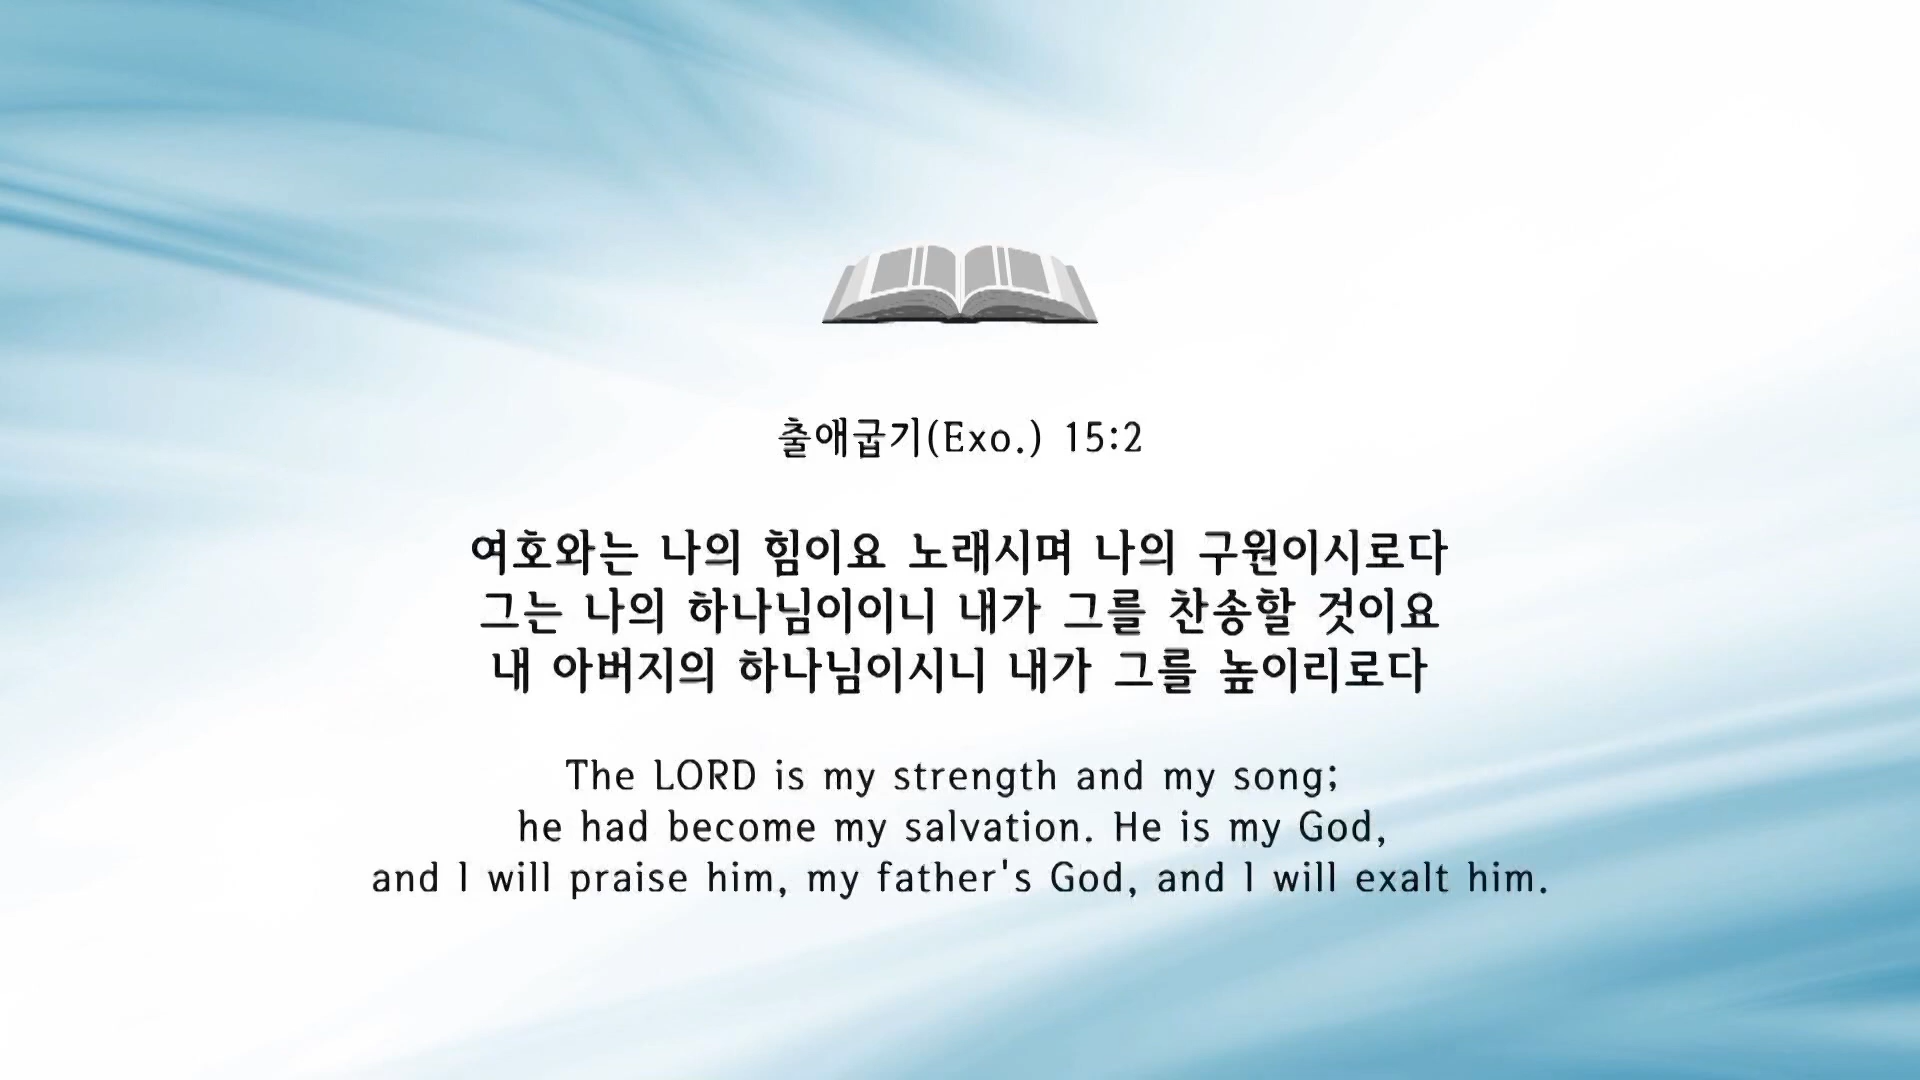 출애굽기(Exo.) 15:2
여호와는 나의 힘이요 노래시며 나의 구원이시로다
그는 나의 하나님이이니 내가 그를 찬송할 것이요
내 아버지의 하나님이시니 내가 그를 높이리로다
The LORD is my strength and my song;
he had become my salvation. He is my God,
and I will praise him, my father's God, and I will exalt him.